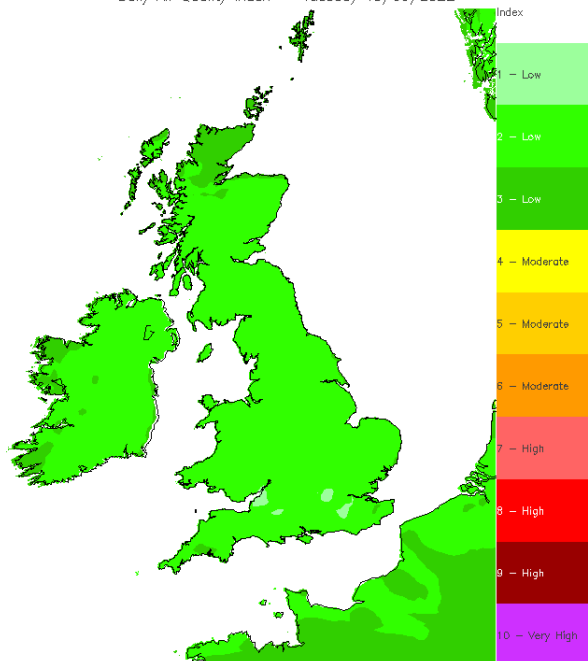 Index
1 - Low
2 - Low
3 - Low
4 - Moderate
5 - Moderate
6 - Moderate
7 - High
8 - High
9 - High
10 - Very High